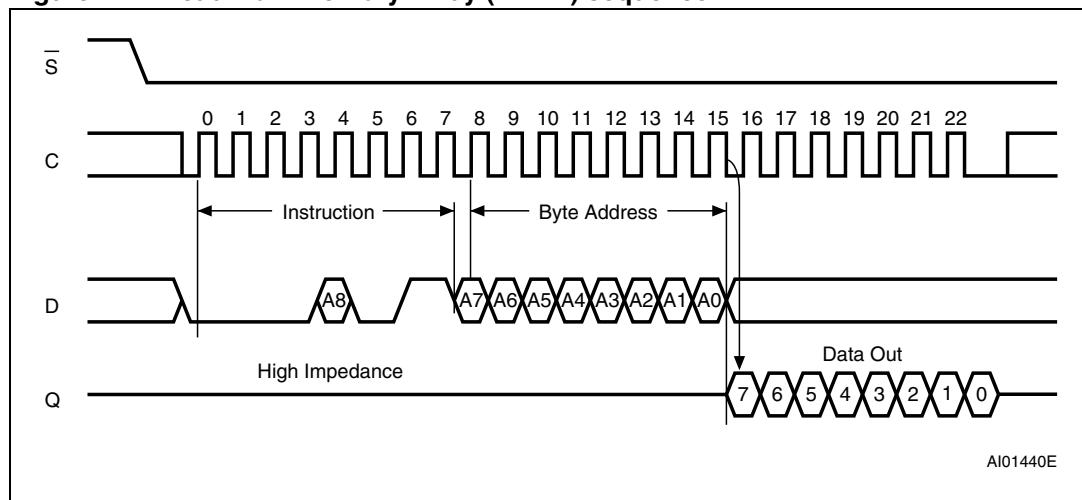 S
0 1 2 3 4 5 6 7 8 9 10 11 12 13 14 15 16 17 18 19 20 21 22
C
Instruction
Byte Address
D
A8
A7 A6 A5 A4 A3 A2 A1 A0
Data Out
High Impedance
Q
7 6 5 4 3 2 1 0
AI01440E